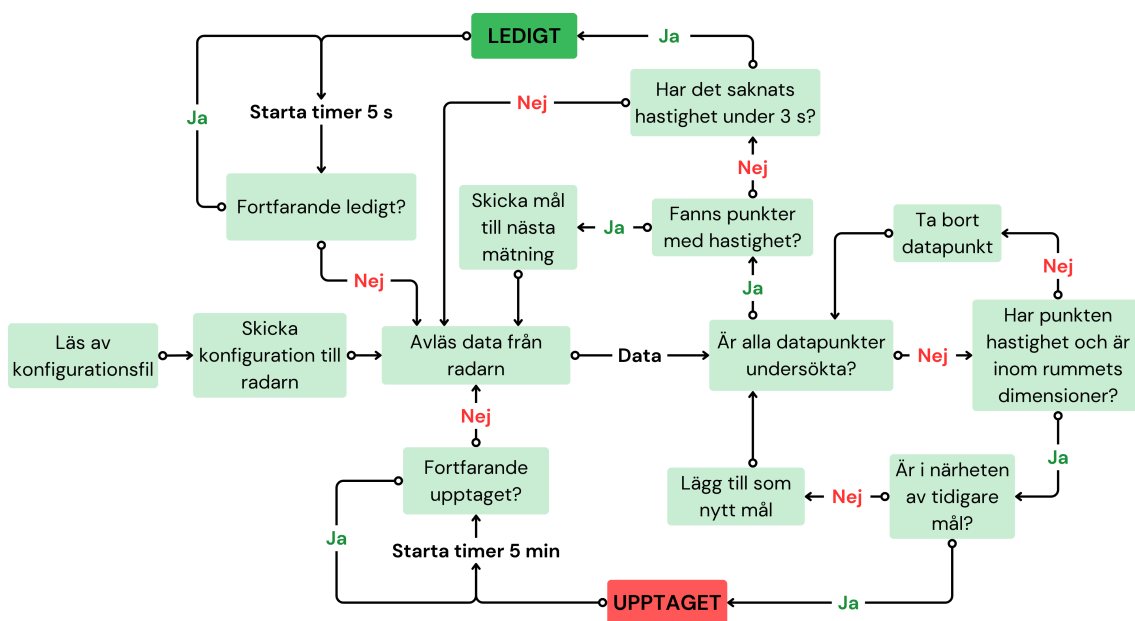 LEDIGT
Ja
Har det saknats
hastighet under 3 s?
Nej
Ja
Starta timer 5 s
Nej
Fortfarande ledigt?
Skicka mål
till nästa
mätning
Ja
Fanns punkter
med hastighet?
Ta bort
datapunkt
Nej
Nej
Ja
Läs av
konfigurationsfil
Skicka
konfiguration till
radarn
Avläs data från
radarn
Data
Är alla datapunkter
undersökta?
Nej
Har punkten
hastighet och är
inom rummets
dimensioner?
Nej
Ja
Fortfarande
upptaget?
Lägg till som
nytt mål
Nej
Är i närheten
av tidigare
mål?
Ja
Starta timer 5 min
UPPTAGET
Ja